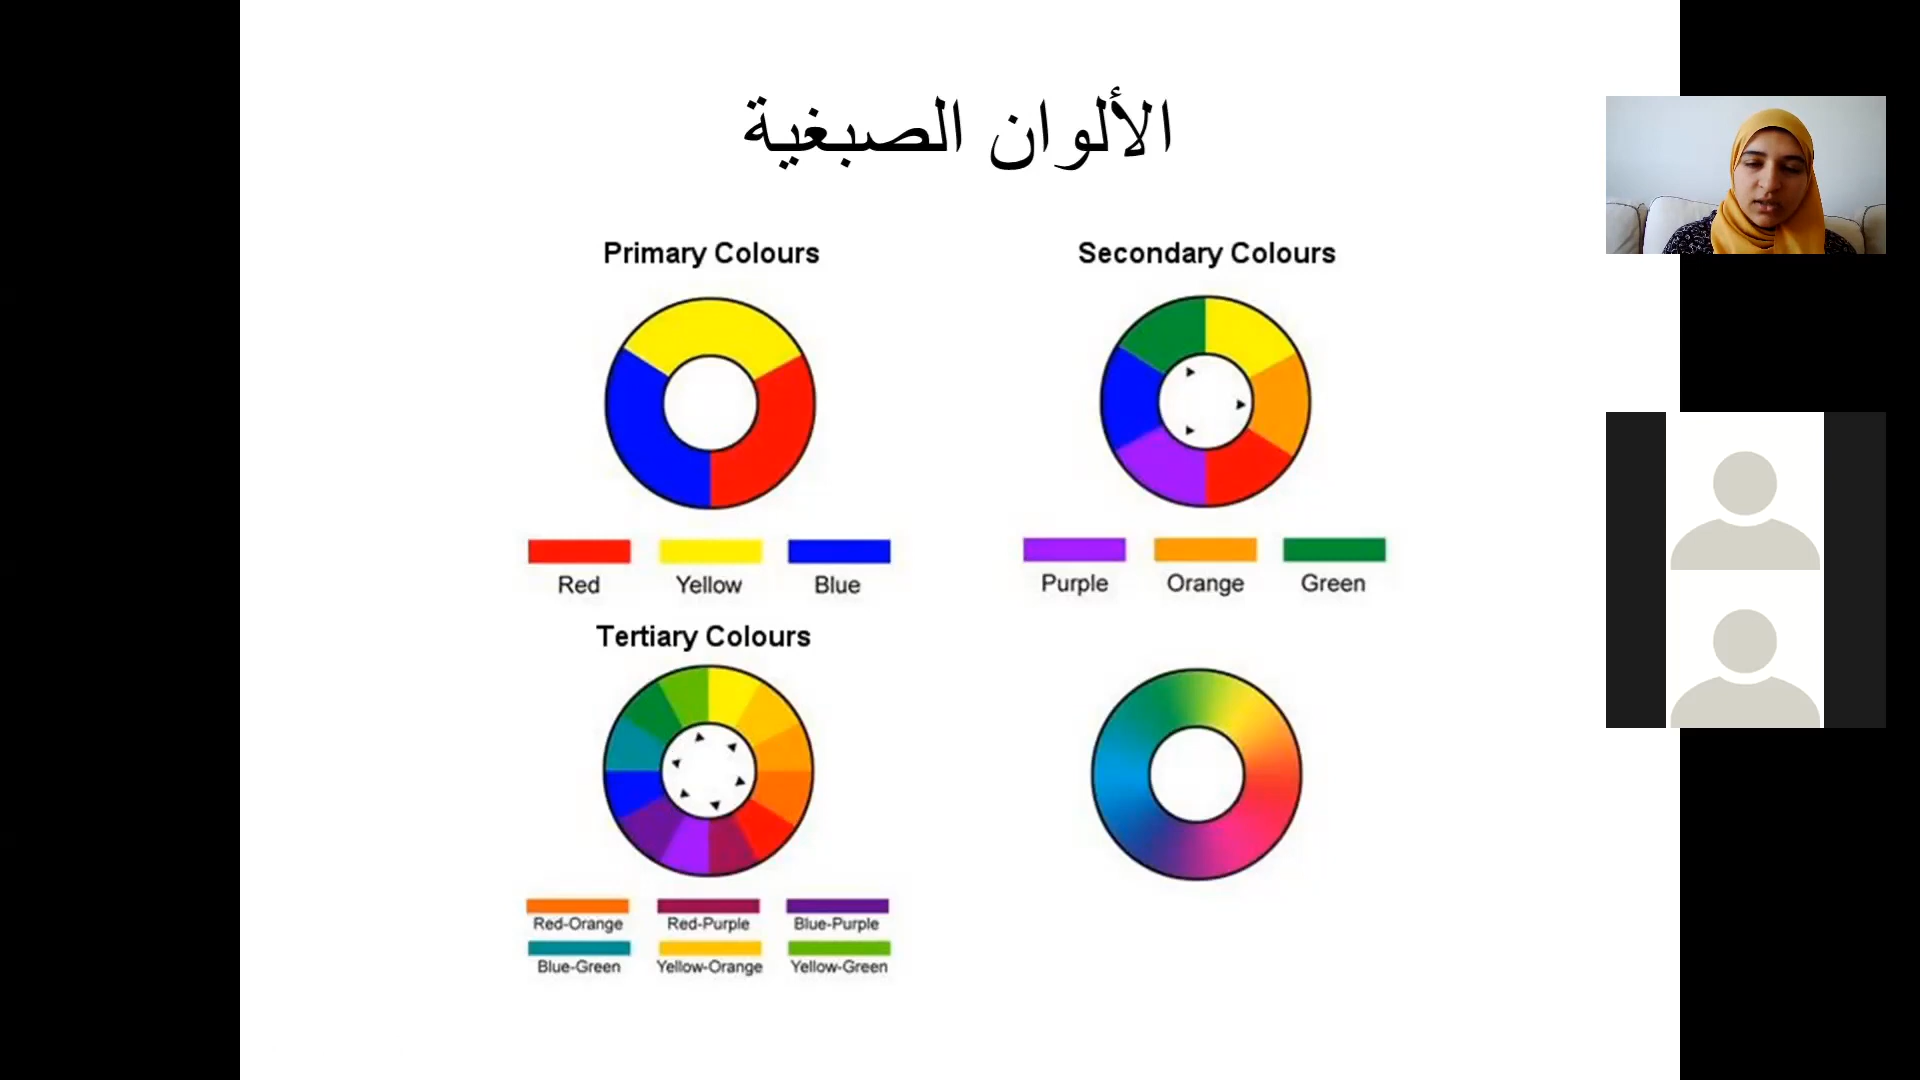 الألوان الصبغية
Primary Colours
Secondary Colours
Red Yellow Blue
Purple Orange Green
Tertiary Colours
Red-Orange Red-Purple Blue-Purple
Blue-Green Yellow-Orange Yellow-Green